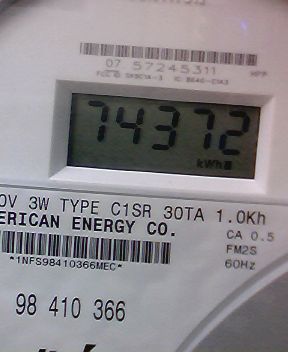 07 57245311
74372
kWh
0V 3W TYPE C1SR 30TA 1.0Kh
ERICAN ENERGY CO.
CA 0.5
FM2S
60Hz
*1NFS98410366MEC*
98 410 366